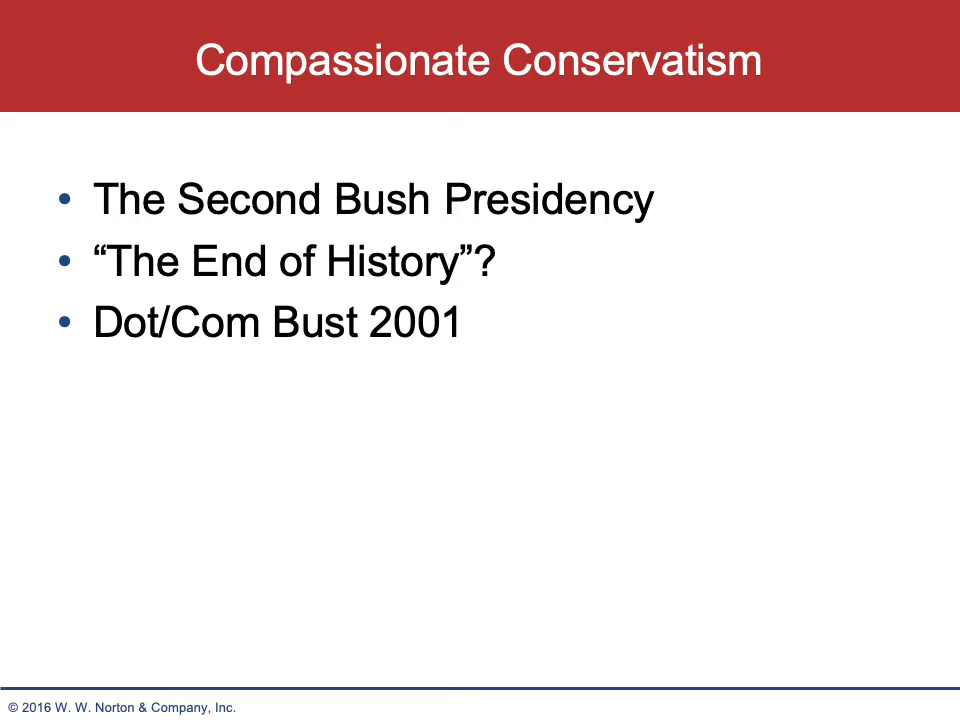 Compassionate Conservatism
• The Second Bush Presidency
• “The End of History”?
• Dot/Com Bust 2001
© 2016 W. W. Norton & Company, Inc.